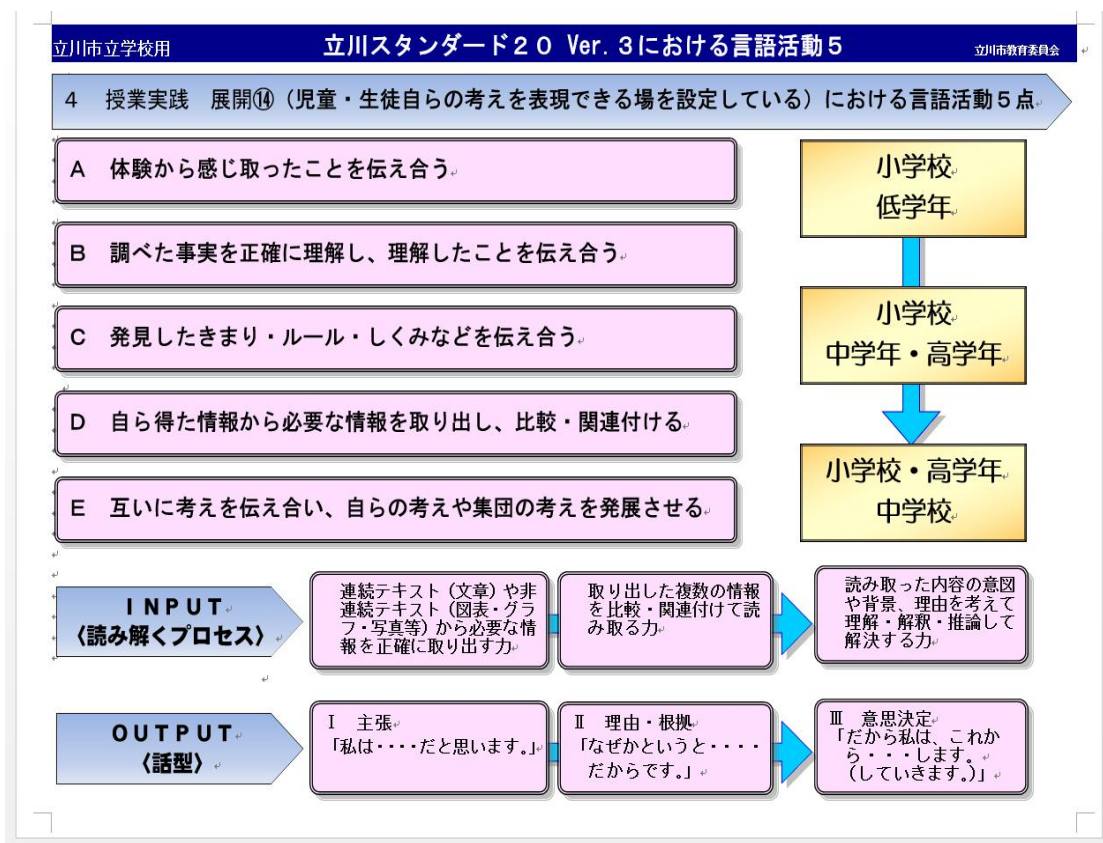 立川市立学校用
立川スタンダード20 Ver.3における言語活動5
立川市教育委員会
4 授業実践 展開⑭（児童・生徒自らの考えを表現できる場を設定している）における言語活動5点
A 体験から感じ取ったことを伝え合う
B 調べた事実を正確に理解し、理解したことを伝え合う
C 発見したきまり・ルール・しくみなどを伝え合う
D 自ら得た情報から必要な情報を取り出し、比較・関連付ける
E 互いに考えを伝え合い、自らの考えや集団の考えを発展させる
小学校
低学年
小学校
中学年・高学年
小学校・高学年
中学校
INPUT
〈読み解くプロセス〉
連続テキスト（文章）や非
連続テキスト（図表・グラ
フ・写真等）から必要な情
報を正確に取り出す力
取り出した複数の情報
を比較・関連付けて読
み取る力
読み取った内容の意図
や背景、理由を考えて
理解・解釈・推論して
解決する力
OUTPUT
〈話型〉
Ⅰ 主張
「私は・・・・だと思います。」
Ⅱ 理由・根拠
「なぜかというと・・・・
だからです。」
Ⅲ 意思決定
「だから私は、これか
ら・・・します。
（していきます。）」